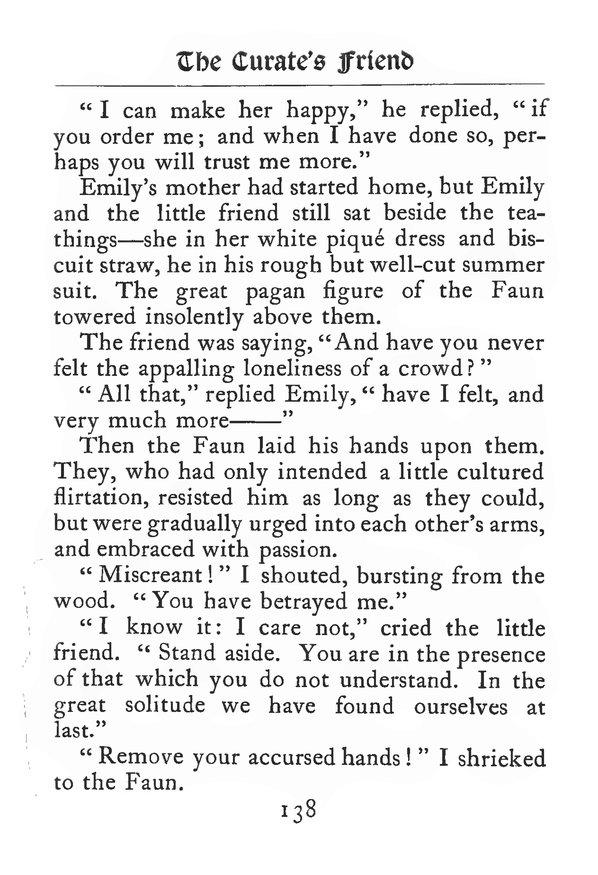 The Curate's Friend
“ I can make her happy,” he replied, “ if
you order me; and when I have done so, per-
haps you will trust me more.”
Emily's mother had started home, but Emily
and the little friend still sat beside the tea-
things—she in her white piqué dress and bis-
cuit straw, he in his rough but well-cut summer
suit. The great pagan figure of the Faun
towered insolently above them.
The friend was saying, “And have you never
felt the appalling loneliness of a crowd?”
“ All that,” replied Emily, “ have I felt, and
very much more——”
Then the Faun laid his hands upon them.
They, who had only intended a little cultured
flirtation, resisted him as long as they could,
but were gradually urged into each other's arms,
and embraced with passion.
“ Miscreant!” I shouted, bursting from the
wood. “ You have betrayed me.”
“ I know it: I care not,” cried the little
friend. “ Stand aside. You are in the presence
of that which you do not understand. In the
great solitude we have found ourselves at
last.”
“ Remove your accursed hands!” I shrieked
to the Faun.
138